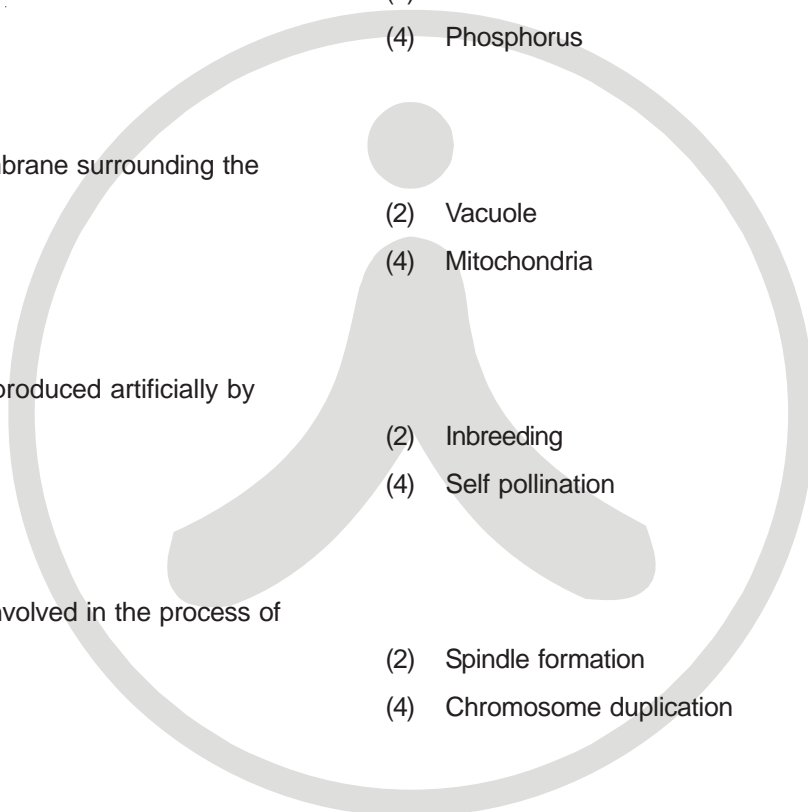 (4) Phosphorus
brane surrounding the
(2) Vacuole
(4) Mitochondria
produced artificially by
(2) Inbreeding
(4) Self pollination
nvolved in the process of
(2) Spindle formation
(4) Chromosome duplication